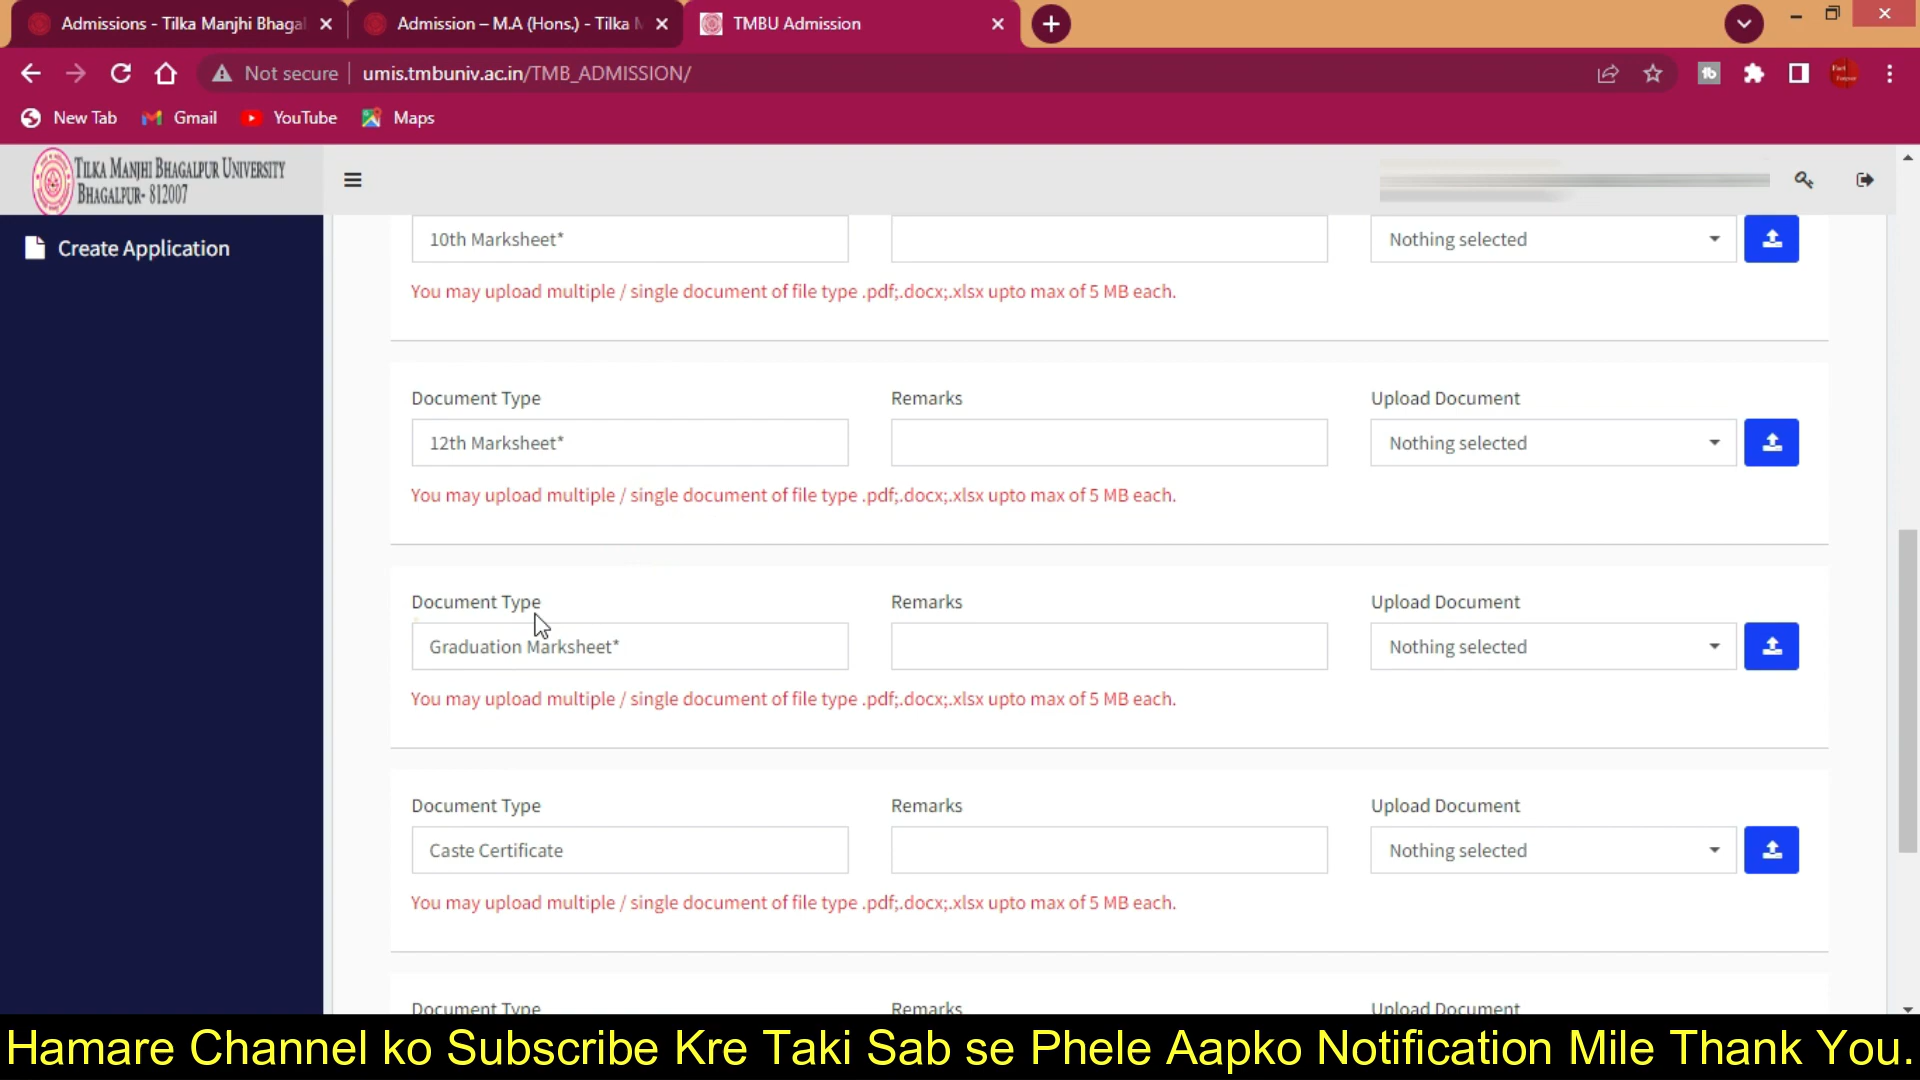 Admissions - Tilka Manjhi Bhagal
Admission – M.A (Hons.) - Tilka M
TMBU Admission
Not secure
umis.tmbuniv.ac.in/TMB_ADMISSION/
New Tab
Gmail
YouTube
Maps
TILKA MANJHI BHAGALPUR UNIVERSITY
BHAGALPUR- 812007
Create Application
10th Marksheet*
Nothing selected
You may upload multiple / single document of file type .pdf;.docx;.xlsx upto max of 5 MB each.
Document Type Remarks Upload Document
12th Marksheet* Nothing selected
You may upload multiple / single document of file type .pdf;.docx;.xlsx upto max of 5 MB each.
Document Type Remarks Upload Document
Graduation Marksheet* Nothing selected
You may upload multiple / single document of file type .pdf;.docx;.xlsx upto max of 5 MB each.
Document Type Remarks Upload Document
Caste Certificate Nothing selected
You may upload multiple / single document of file type .pdf;.docx;.xlsx upto max of 5 MB each.
Document Type Remarks Upload Document
Hamare Channel ko Subscribe Kre Taki Sab se Phele Aapko Notification Mile Thank You.